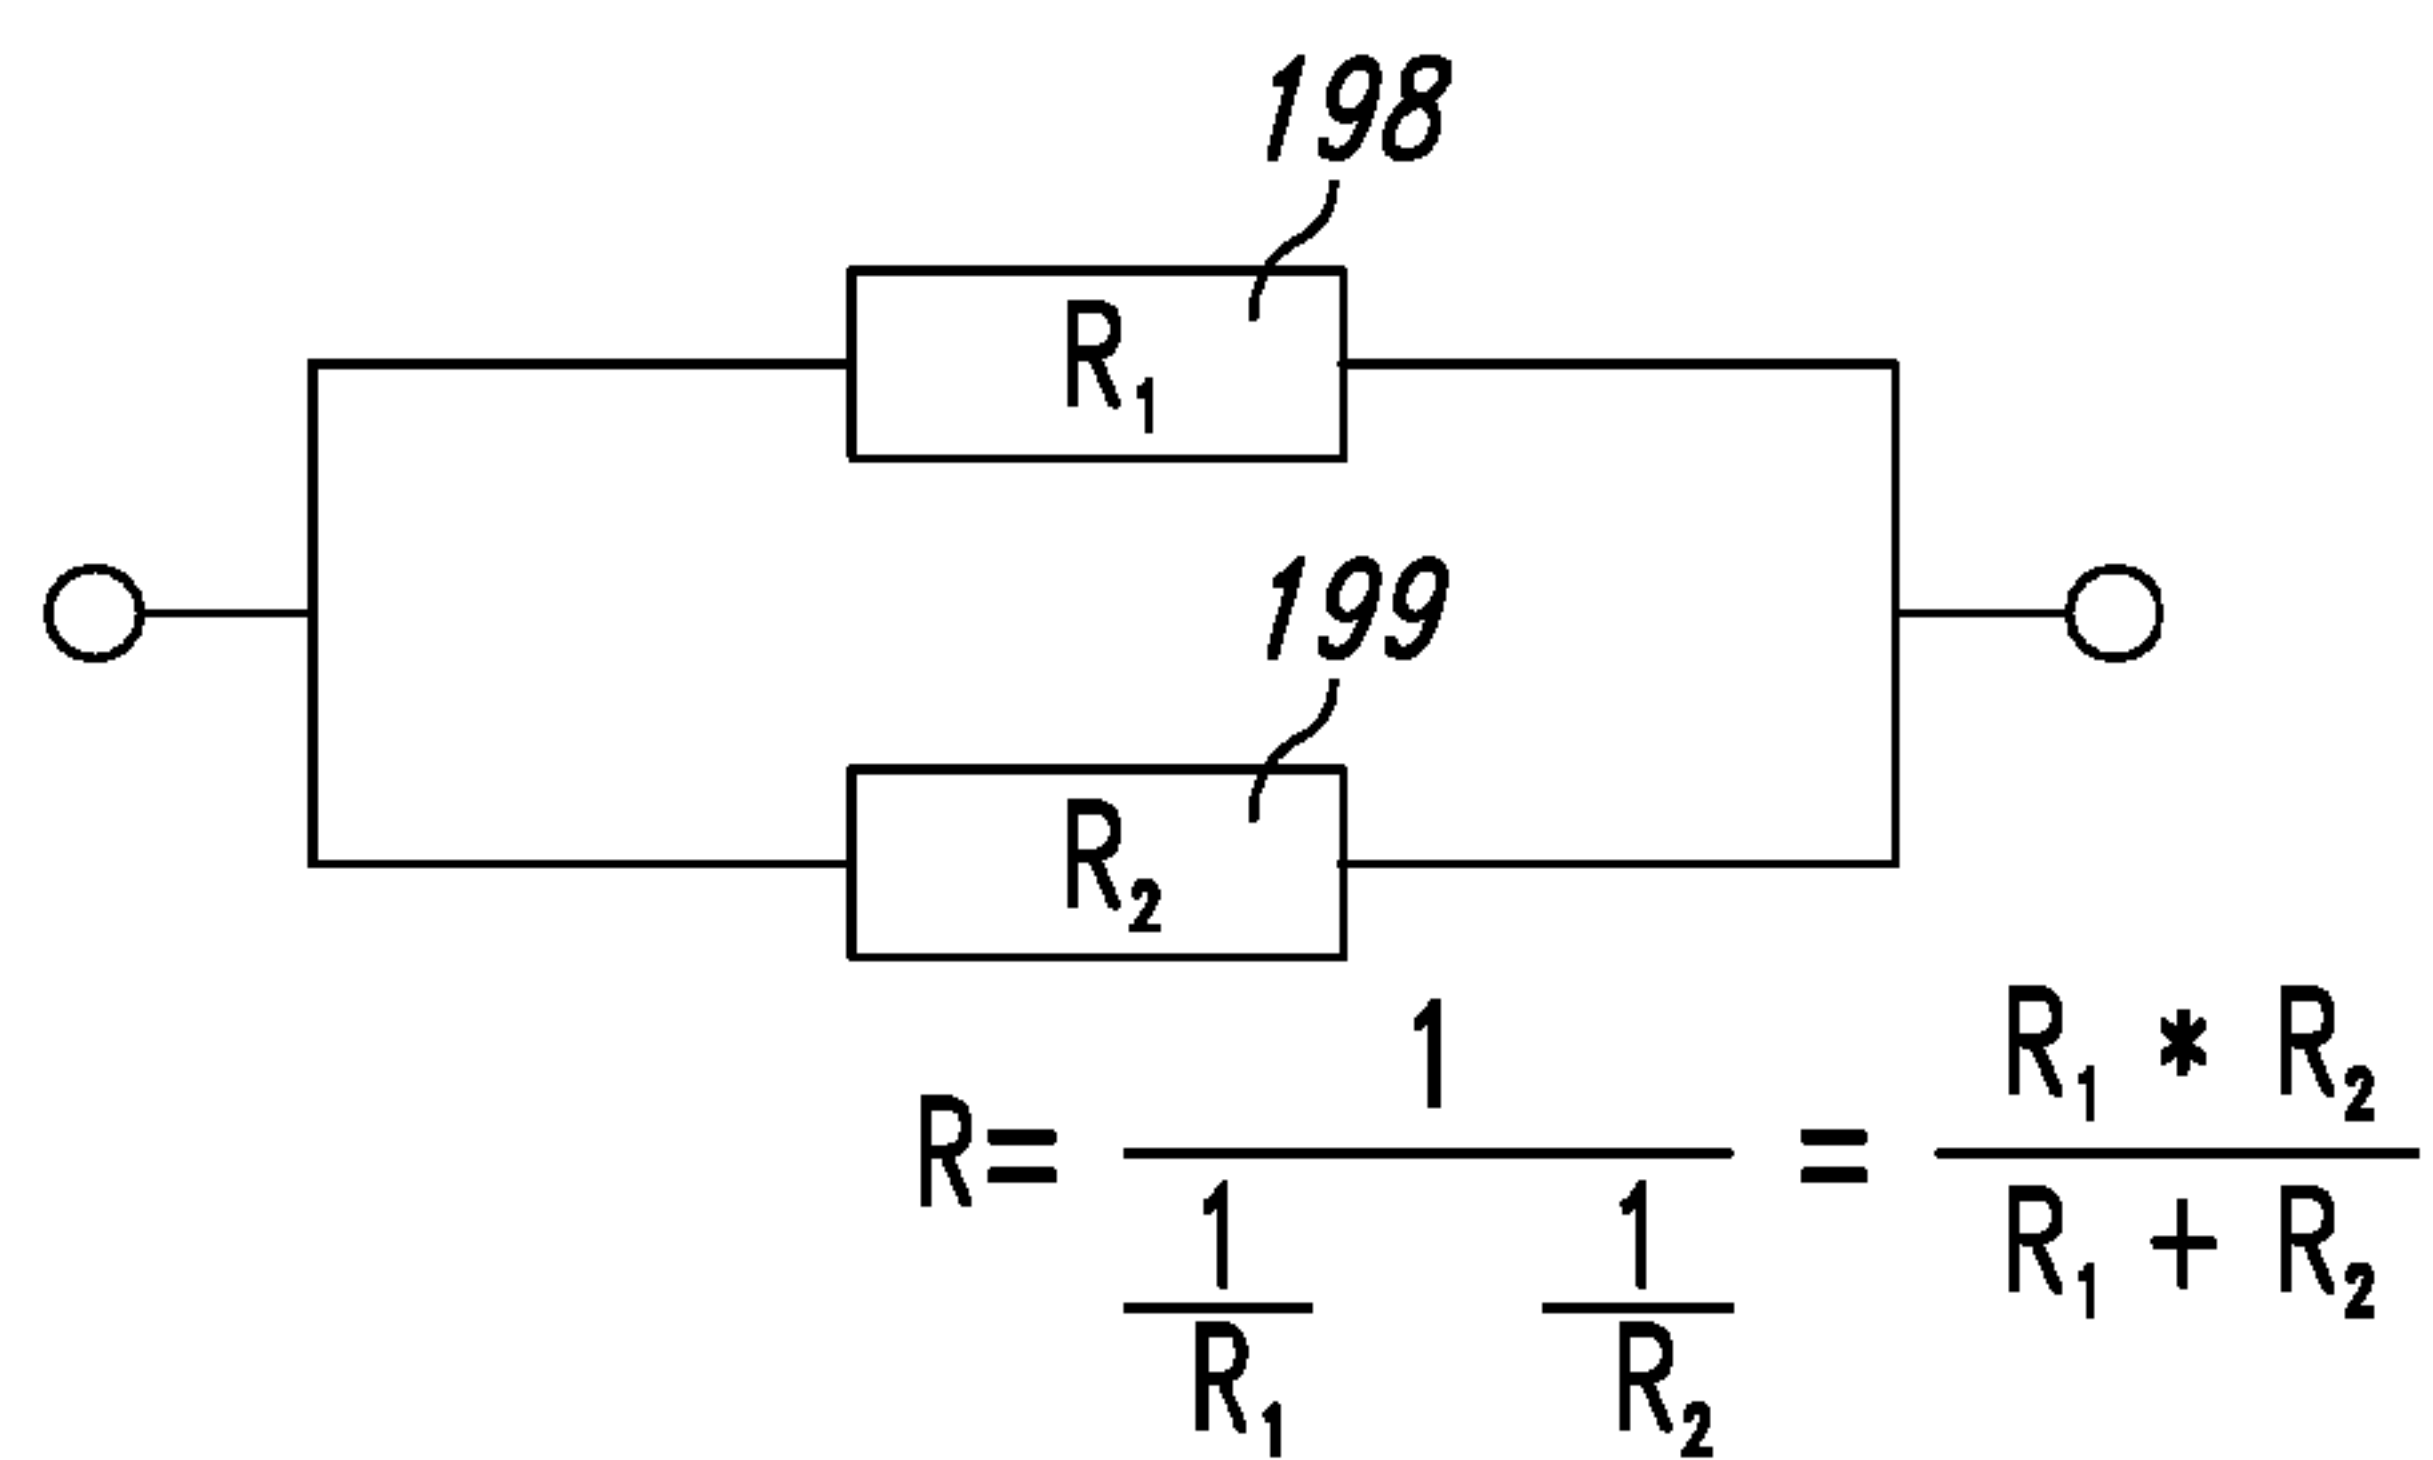 198
R₁
199
R₂
R= 1 / (1/R₁ 1/R₂) = R₁ * R₂ / R₁ + R₂